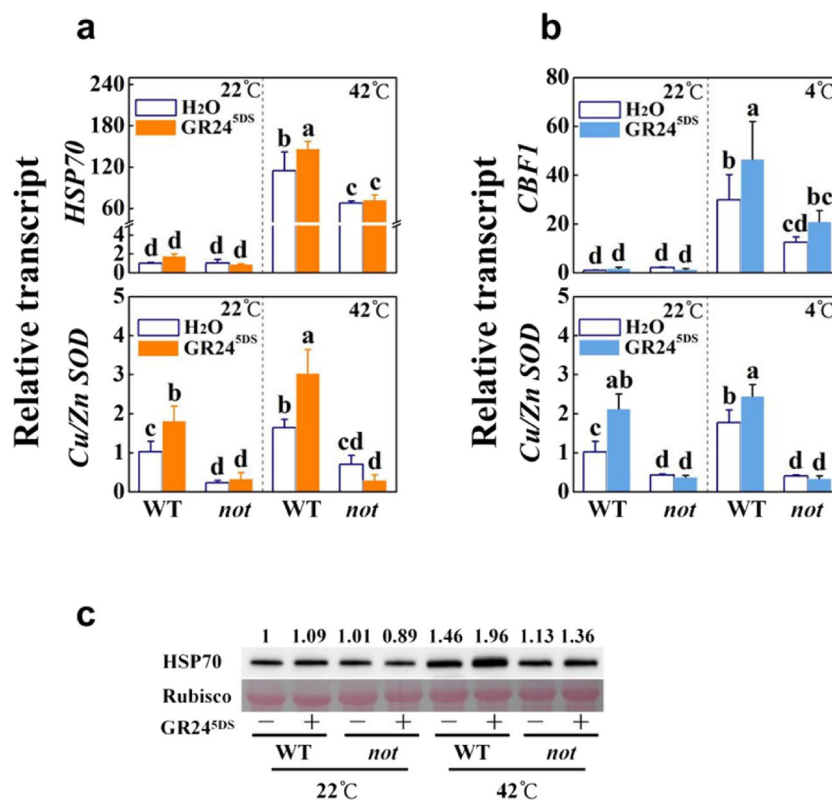 a
Relative transcript
HSP70
240
180
120
60
4
2
0
22℃
42℃
H2O
GR24 5DS
b
a
c
c
d
d
d
d
Cu/Zn SOD
5
4
3
2
1
0
22℃
42℃
H2O
GR24 5DS
c
b
d
d
b
a
cd
d
WT
not
WT
not
b
Relative transcript
CBF1
80
60
40
20
0
22℃
4℃
H2O
GR24 5DS
d
d
d
d
b
a
cd
bc
Cu/Zn SOD
5
4
3
2
1
0
22℃
4℃
H2O
GR24 5DS
c
ab
d
d
b
a
d
d
WT
not
WT
not
c
1 1.09 1.01 0.89 1.46 1.96 1.13 1.36
HSP70
Rubisco
GR24 5DS − + − + − + − +
WT not WT not
22℃ 42℃